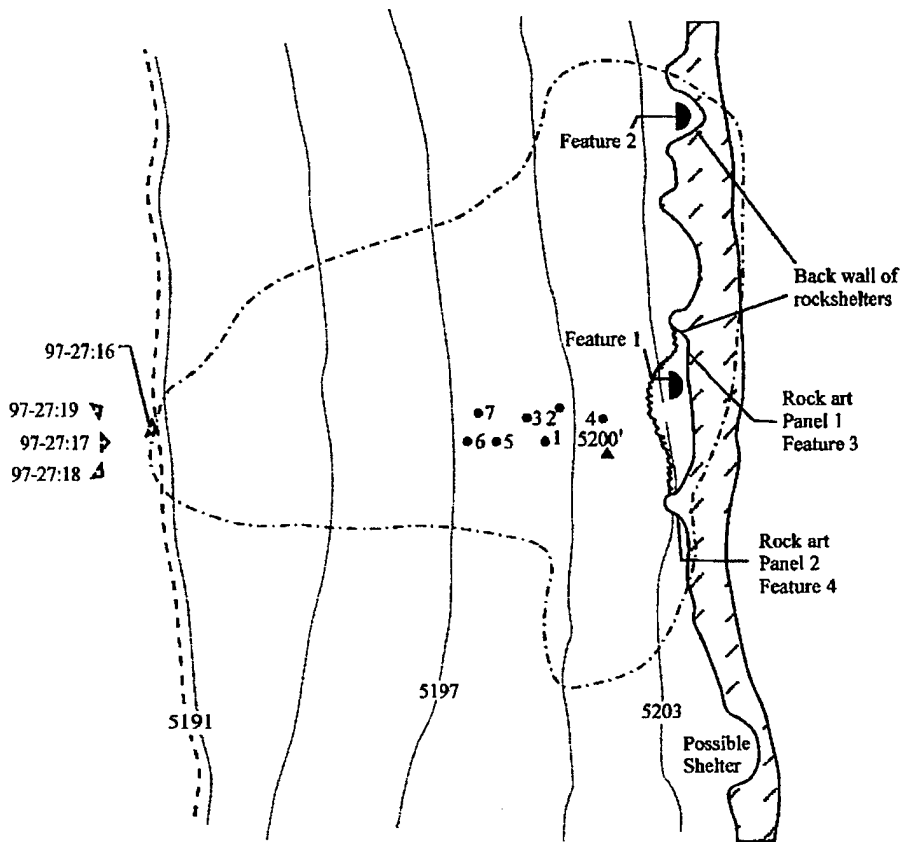 Feature 2
Back wall of
rockshelters
97-27:16
Feature 1
97-27:19
7
3
2
4
Rock art
Panel 1
Feature 3
97-27:17
6
5
1
5200'
97-27:18
Rock art
Panel 2
Feature 4
5197
5191
5203
Possible
Shelter